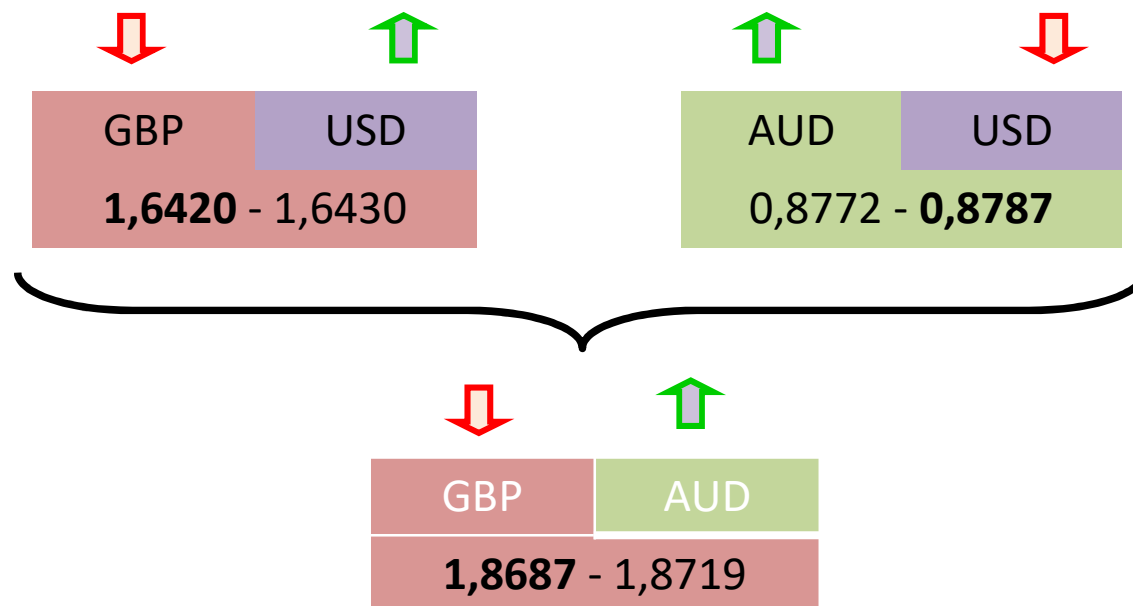 GBP USD
1,6420 - 1,6430
AUD USD
0,8772 - 0,8787
GBP AUD
1,8687 - 1,8719